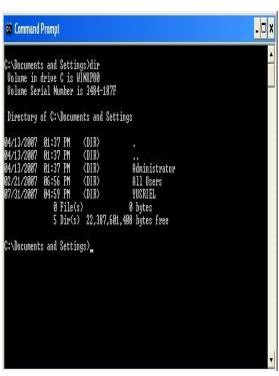 Command Prompt
C:\Documents and Settings>dir
Volume in drive C is WINXP80
Volume Serial Number is 3484-187F
Directory of C:\Documents and Settings
04/13/2007 01:37 PM <DIR> .
04/13/2007 01:37 PM <DIR> ..
04/13/2007 01:37 PM <DIR> Administrator
02/21/2007 06:56 PM <DIR> All Users
07/31/2007 04:59 PM <DIR>
0 File(s) 0 bytes
5 Dir(s) 22,387,601,408 bytes free
C:\Documents and Settings>_